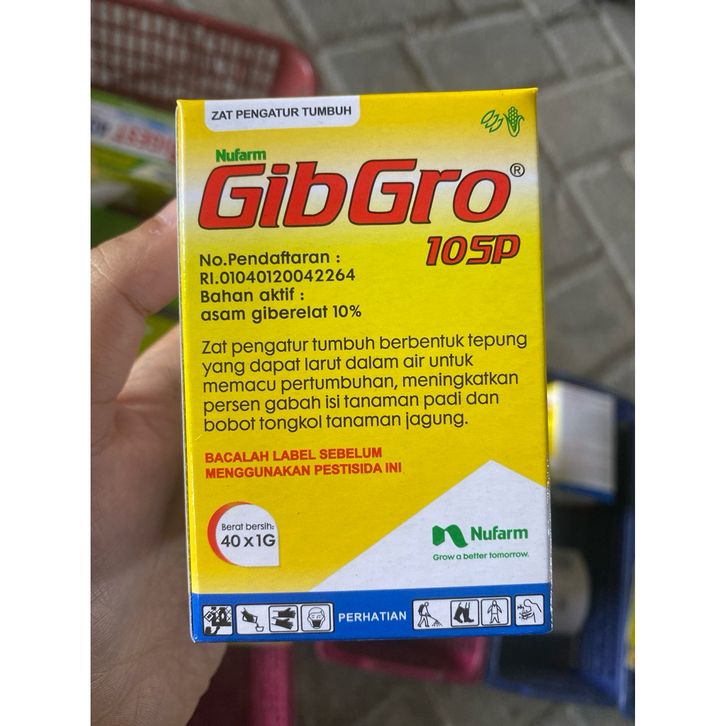 ZAT PENGATUR TUMBUH
Nufarm
GibGro®
10SP
No.Pendaftaran :
RI.01040120042264
Bahan aktif :
asam giberelat 10%
Zat pengatur tumbuh berbentuk tepung
yang dapat larut dalam air untuk
memacu pertumbuhan, meningkatkan
persen gabah isi tanaman padi dan
bobot tongkol tanaman jagung.
BACALAH LABEL SEBELUM
MENGGUNAKAN PESTISIDA INI
Berat bersih:
40 x 1G
Nufarm
Grow a better tomorrow.
PERHATIAN